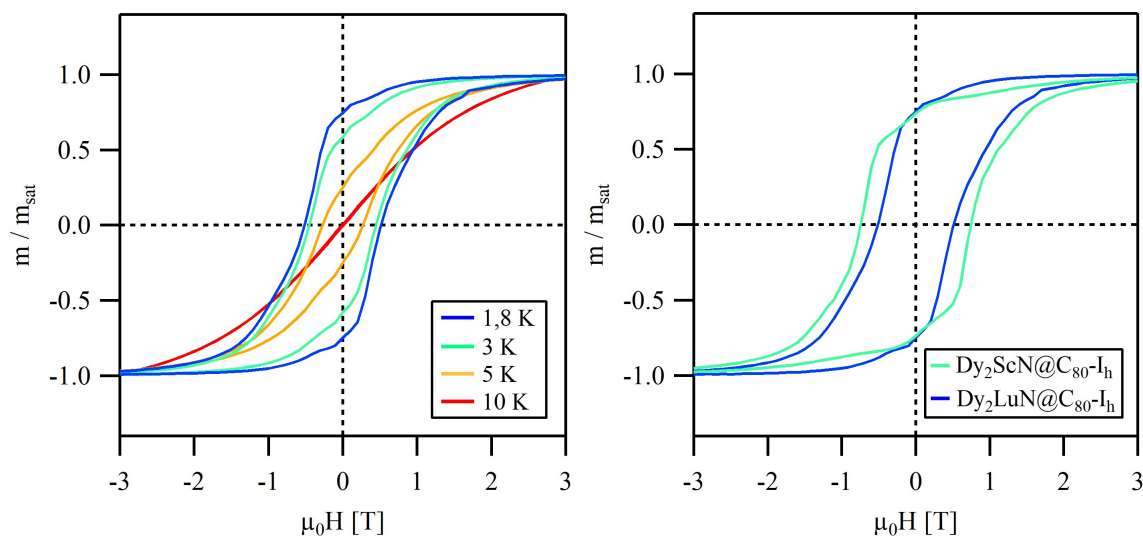 1.0
0.5
0.0
-0.5
-1.0
m / m_sat
-3 -2 -1 0 1 2 3
μ₀H [T]
1,8 K
3 K
5 K
10 K
1.0
0.5
0.0
-0.5
-1.0
m / m_sat
-3 -2 -1 0 1 2 3
μ₀H [T]
Dy₂ScN@C₈₀-I_h
Dy₂LuN@C₈₀-I_h